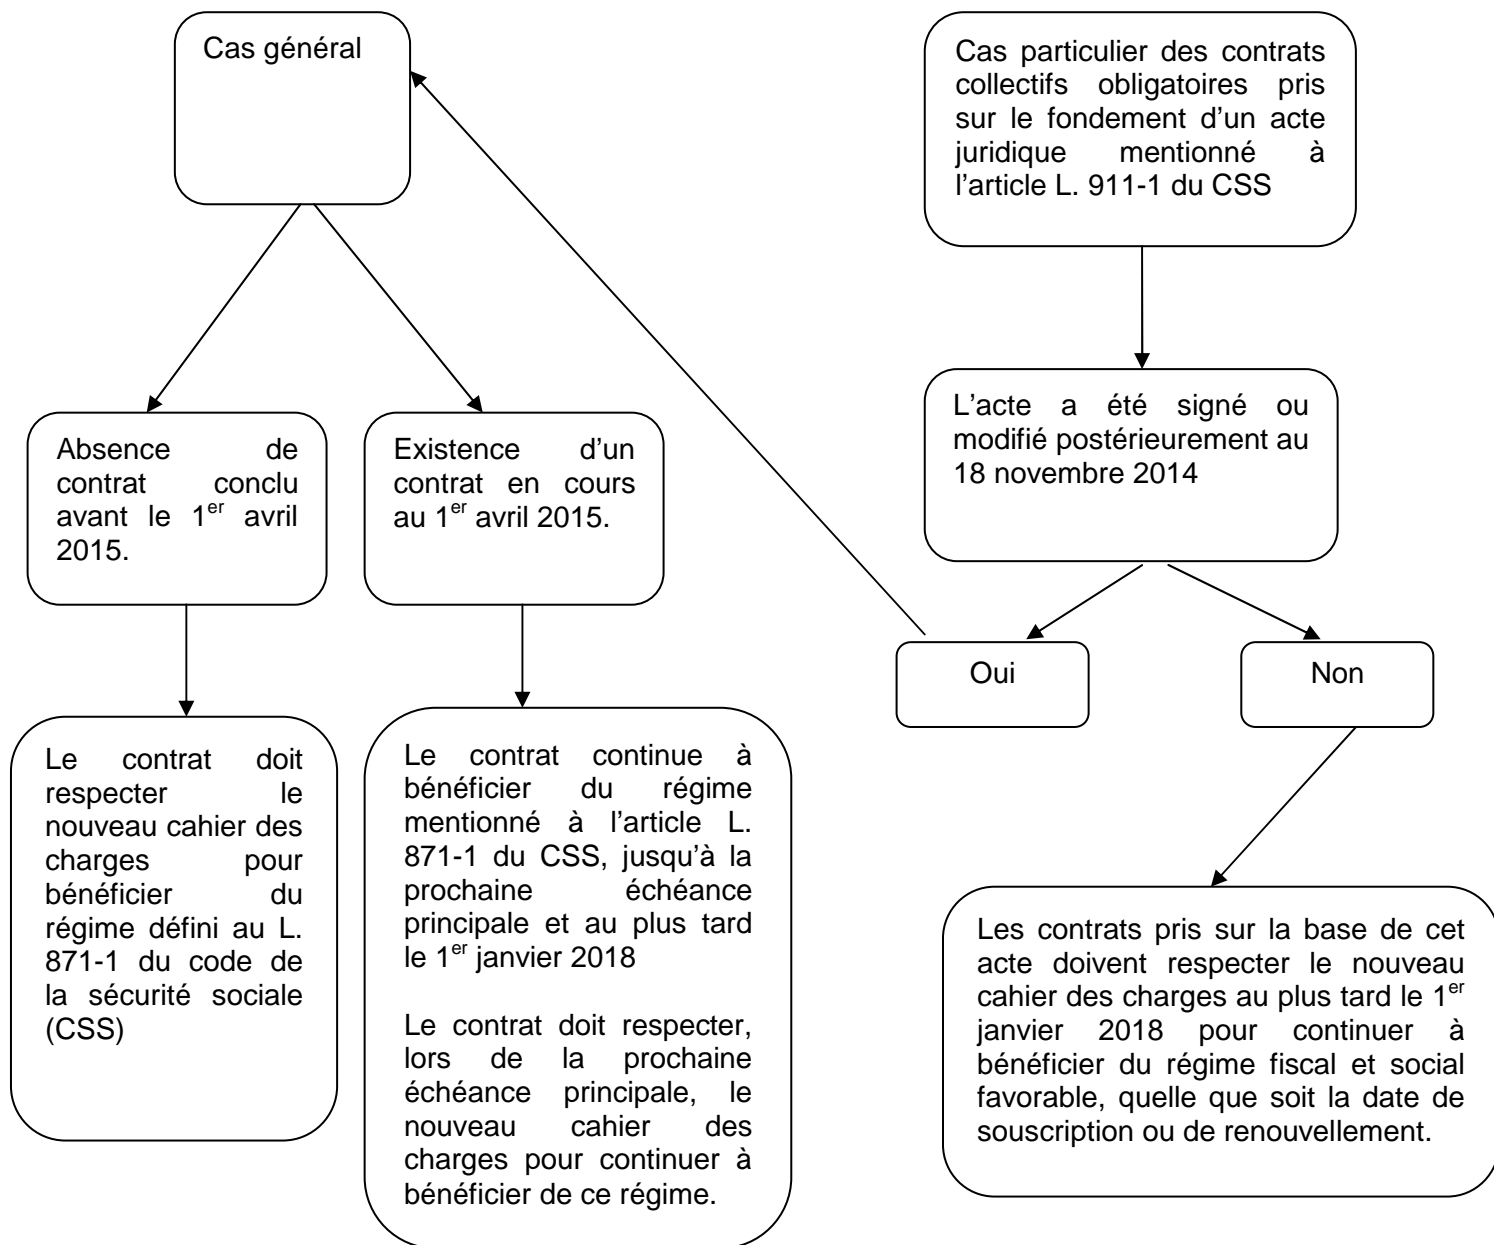 Cas général
Absence de
contrat conclu
avant le 1er avril
2015.
Existence d’un
contrat en cours
au 1er avril 2015.
Le contrat doit
respecter le
nouveau cahier des
charges pour
bénéficier du
régime défini au L.
871-1 du code de
la sécurité sociale
(CSS)
Le contrat continue à
bénéficier du régime
mentionné à l’article L.
871-1 du CSS, jusqu’à la
prochaine échéance
principale et au plus tard
le 1er janvier 2018
Le contrat doit respecter,
lors de la prochaine
échéance principale, le
nouveau cahier des
charges pour continuer à
bénéficier de ce régime.
Cas particulier des contrats
collectifs obligatoires pris
sur le fondement d’un acte
juridique mentionné à
l’article L. 911-1 du CSS
L’acte a été signé ou
modifié postérieurement au
18 novembre 2014
Oui
Non
Les contrats pris sur la base de cet
acte doivent respecter le nouveau
cahier des charges au plus tard le 1er
janvier 2018 pour continuer à
bénéficier du régime fiscal et social
favorable, quelle que soit la date de
souscription ou de renouvellement.